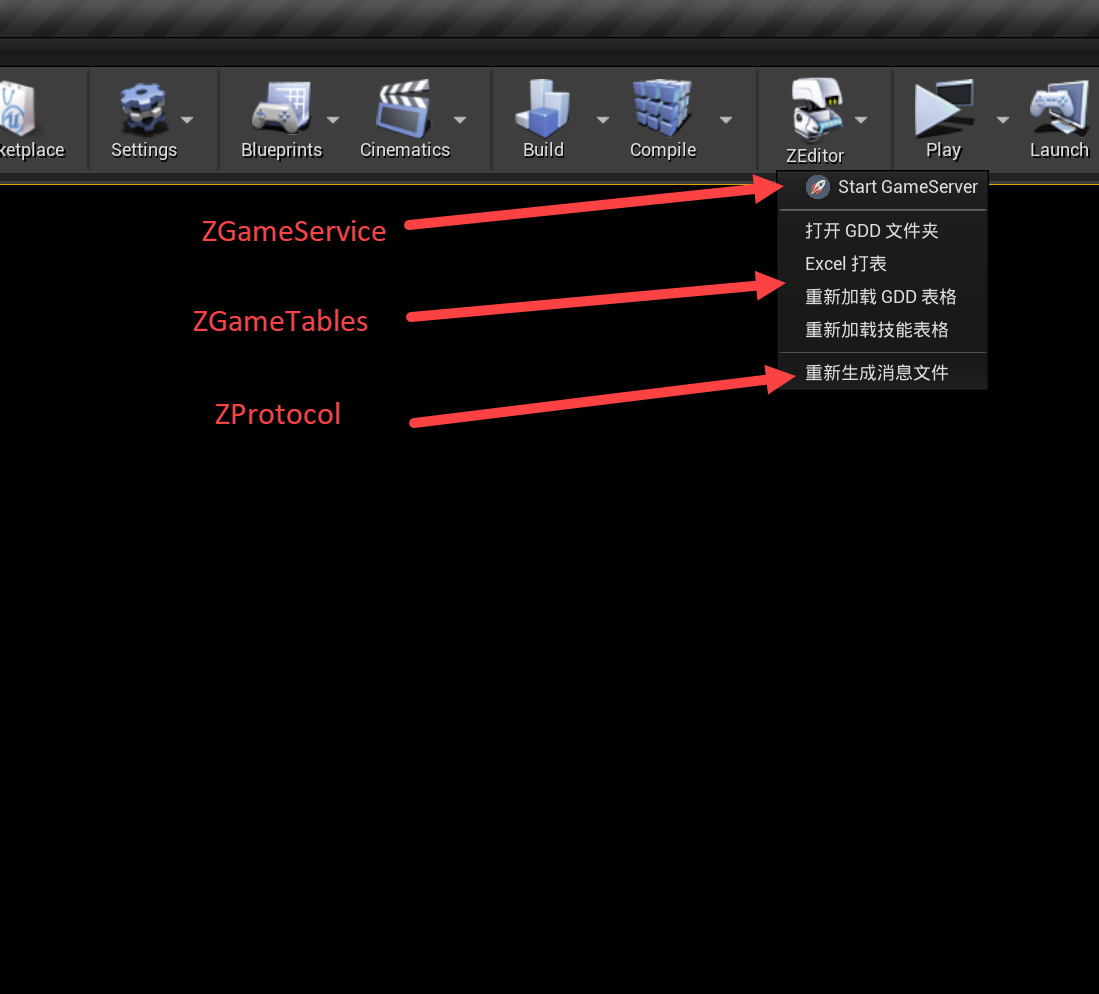 ketplace
Settings
Blueprints
Cinematics
Build
Compile
ZEditor
Play
Launch
Start GameServer
打开 GDD 文件夹
Excel 打表
重新加载 GDD 表格
重新加载技能表格
重新生成消息文件
ZGameService
ZGameTables
ZProtocol